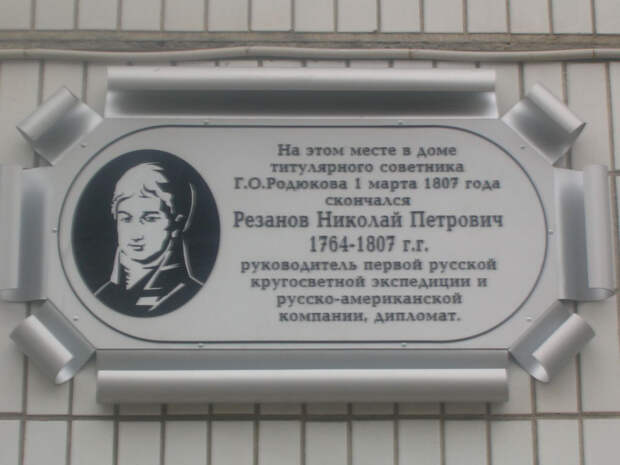 На этом месте в доме
титулярного советника
Г.О.Родюкова 1 марта 1807 года
скончался
Резанов Николай Петрович
1764-1807 г.г.
руководитель первой русской
кругосветной экспедиции и
русско-американской
компании, дипломат.